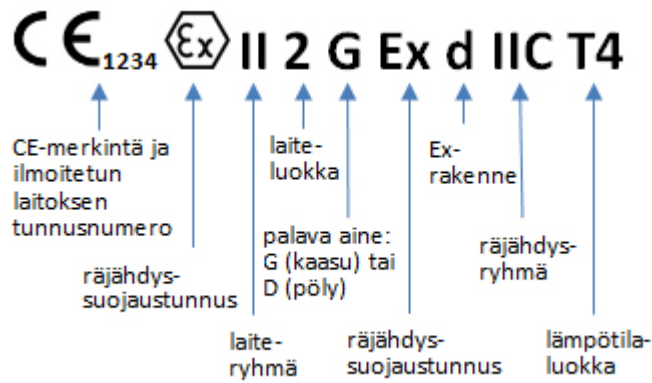 CE 1234 Ex II 2 G Ex d IIC T4
CE-merkintä ja
ilmoitetun
laitoksen
tunnusnumero
räjähdys-
suojaustunnus
laite-
ryhmä
laite-
luokka
palava aine:
G (kaasu) tai
D (pöly)
räjähdys-
suojaustunnus
Ex-
rakenne
räjähdys-
ryhmä
lämpötila-
luokka